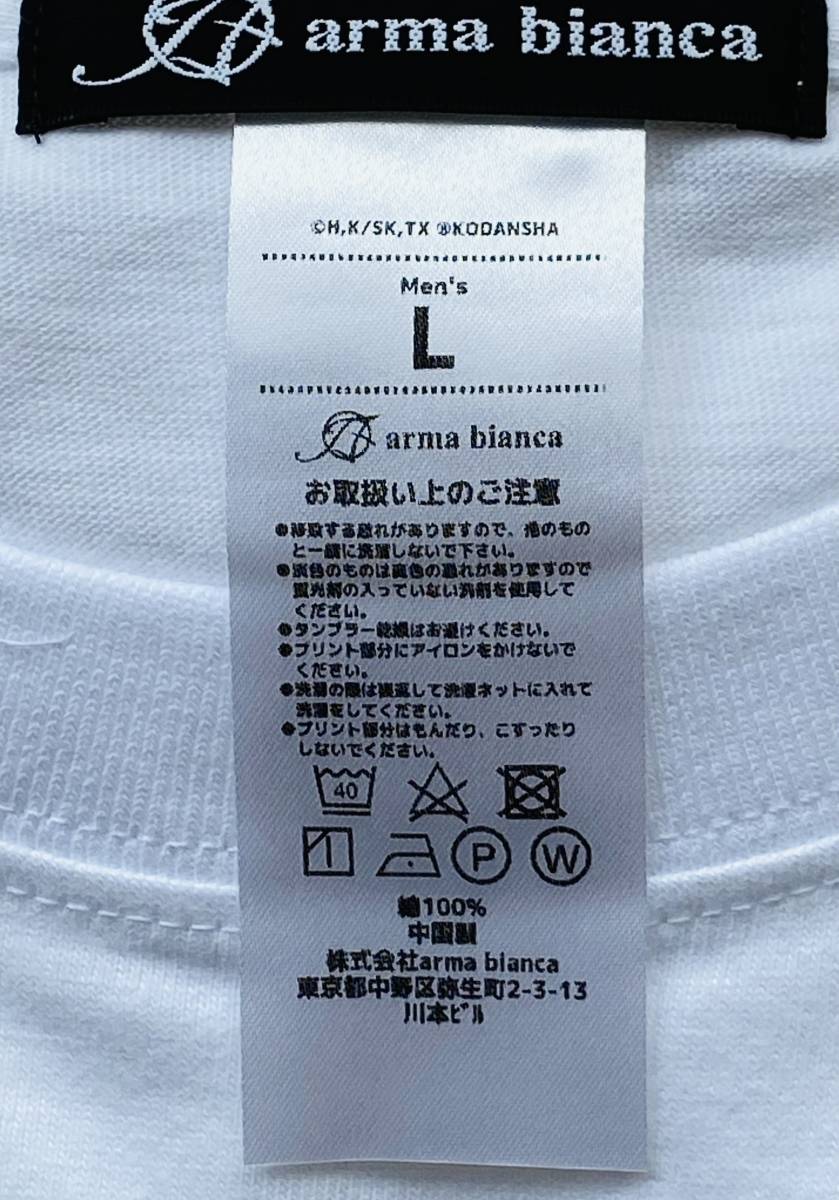 arma bianca
©H,K/SK,TX ®KODANSHA
Men's
L
arma bianca
お取扱い上のご注意
●移染する恐れがありますので、他のもの
と一緒に洗濯しないで下さい。
●淡色のものは変色の恐れがありますので
蛍光剤の入っていない洗剤を使用して
ください。
●タンブラー乾燥はお避けください。
●プリント部分にアイロンをかけないで
ください。
●洗濯の際は裏返して洗濯ネットに入れて
洗濯をしてください。
●プリント部分はもんだり、こすったり
しないでください。
40
P W
綿100%
中国製
株式会社arma bianca
東京都中野区弥生町2-3-13
川本ビル